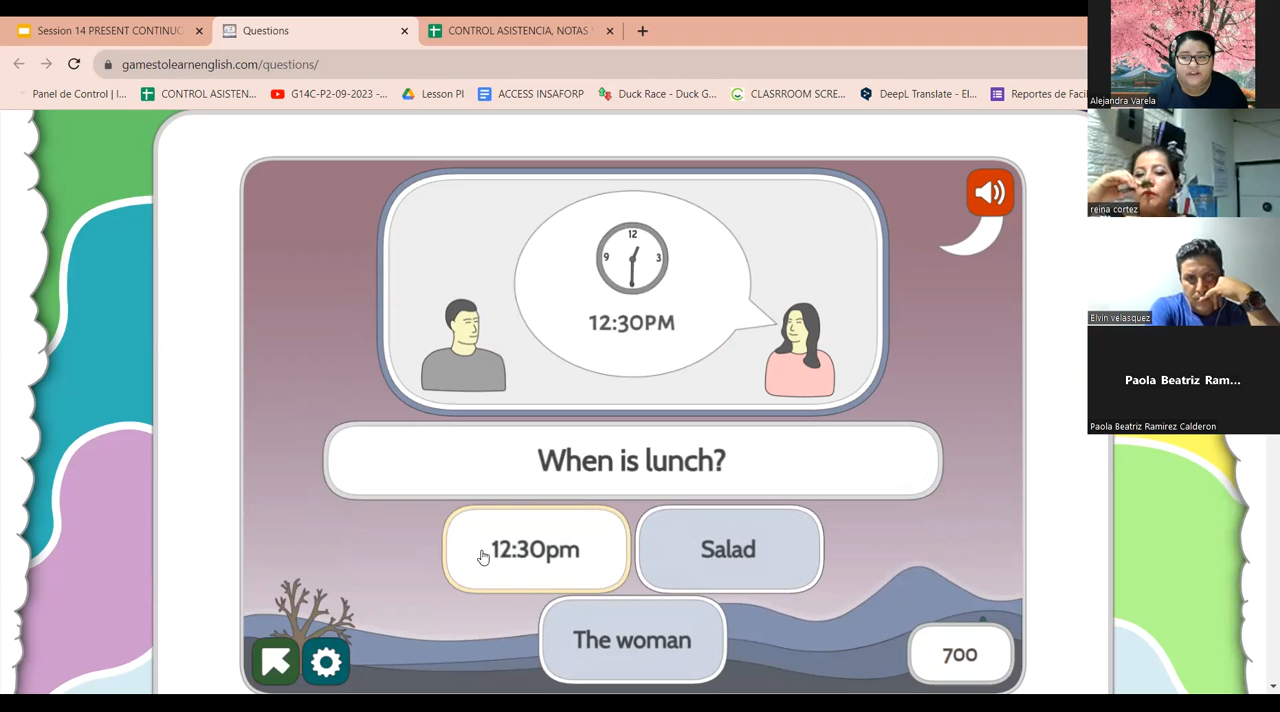 Session 14 PRESENT CONTINUO
Questions
CONTROL ASISTENCIA, NOTAS
gamestolearnenglish.com/questions/
Panel de Control | I...
CONTROL ASISTEN...
G14C-P2-09-2023 -...
Lesson Pl
ACCESS INSAFORP
Duck Race - Duck G...
CLASRROOM SCRE...
DeepL Translate - El...
Reportes de Facil
Alejandra Varela
reina cortez
Elvin velasquez
Paola Beatriz Ram...
Paola Beatriz Ramirez Calderon
12
9
3
12:30PM
When is lunch?
12:30pm
Salad
The woman
700